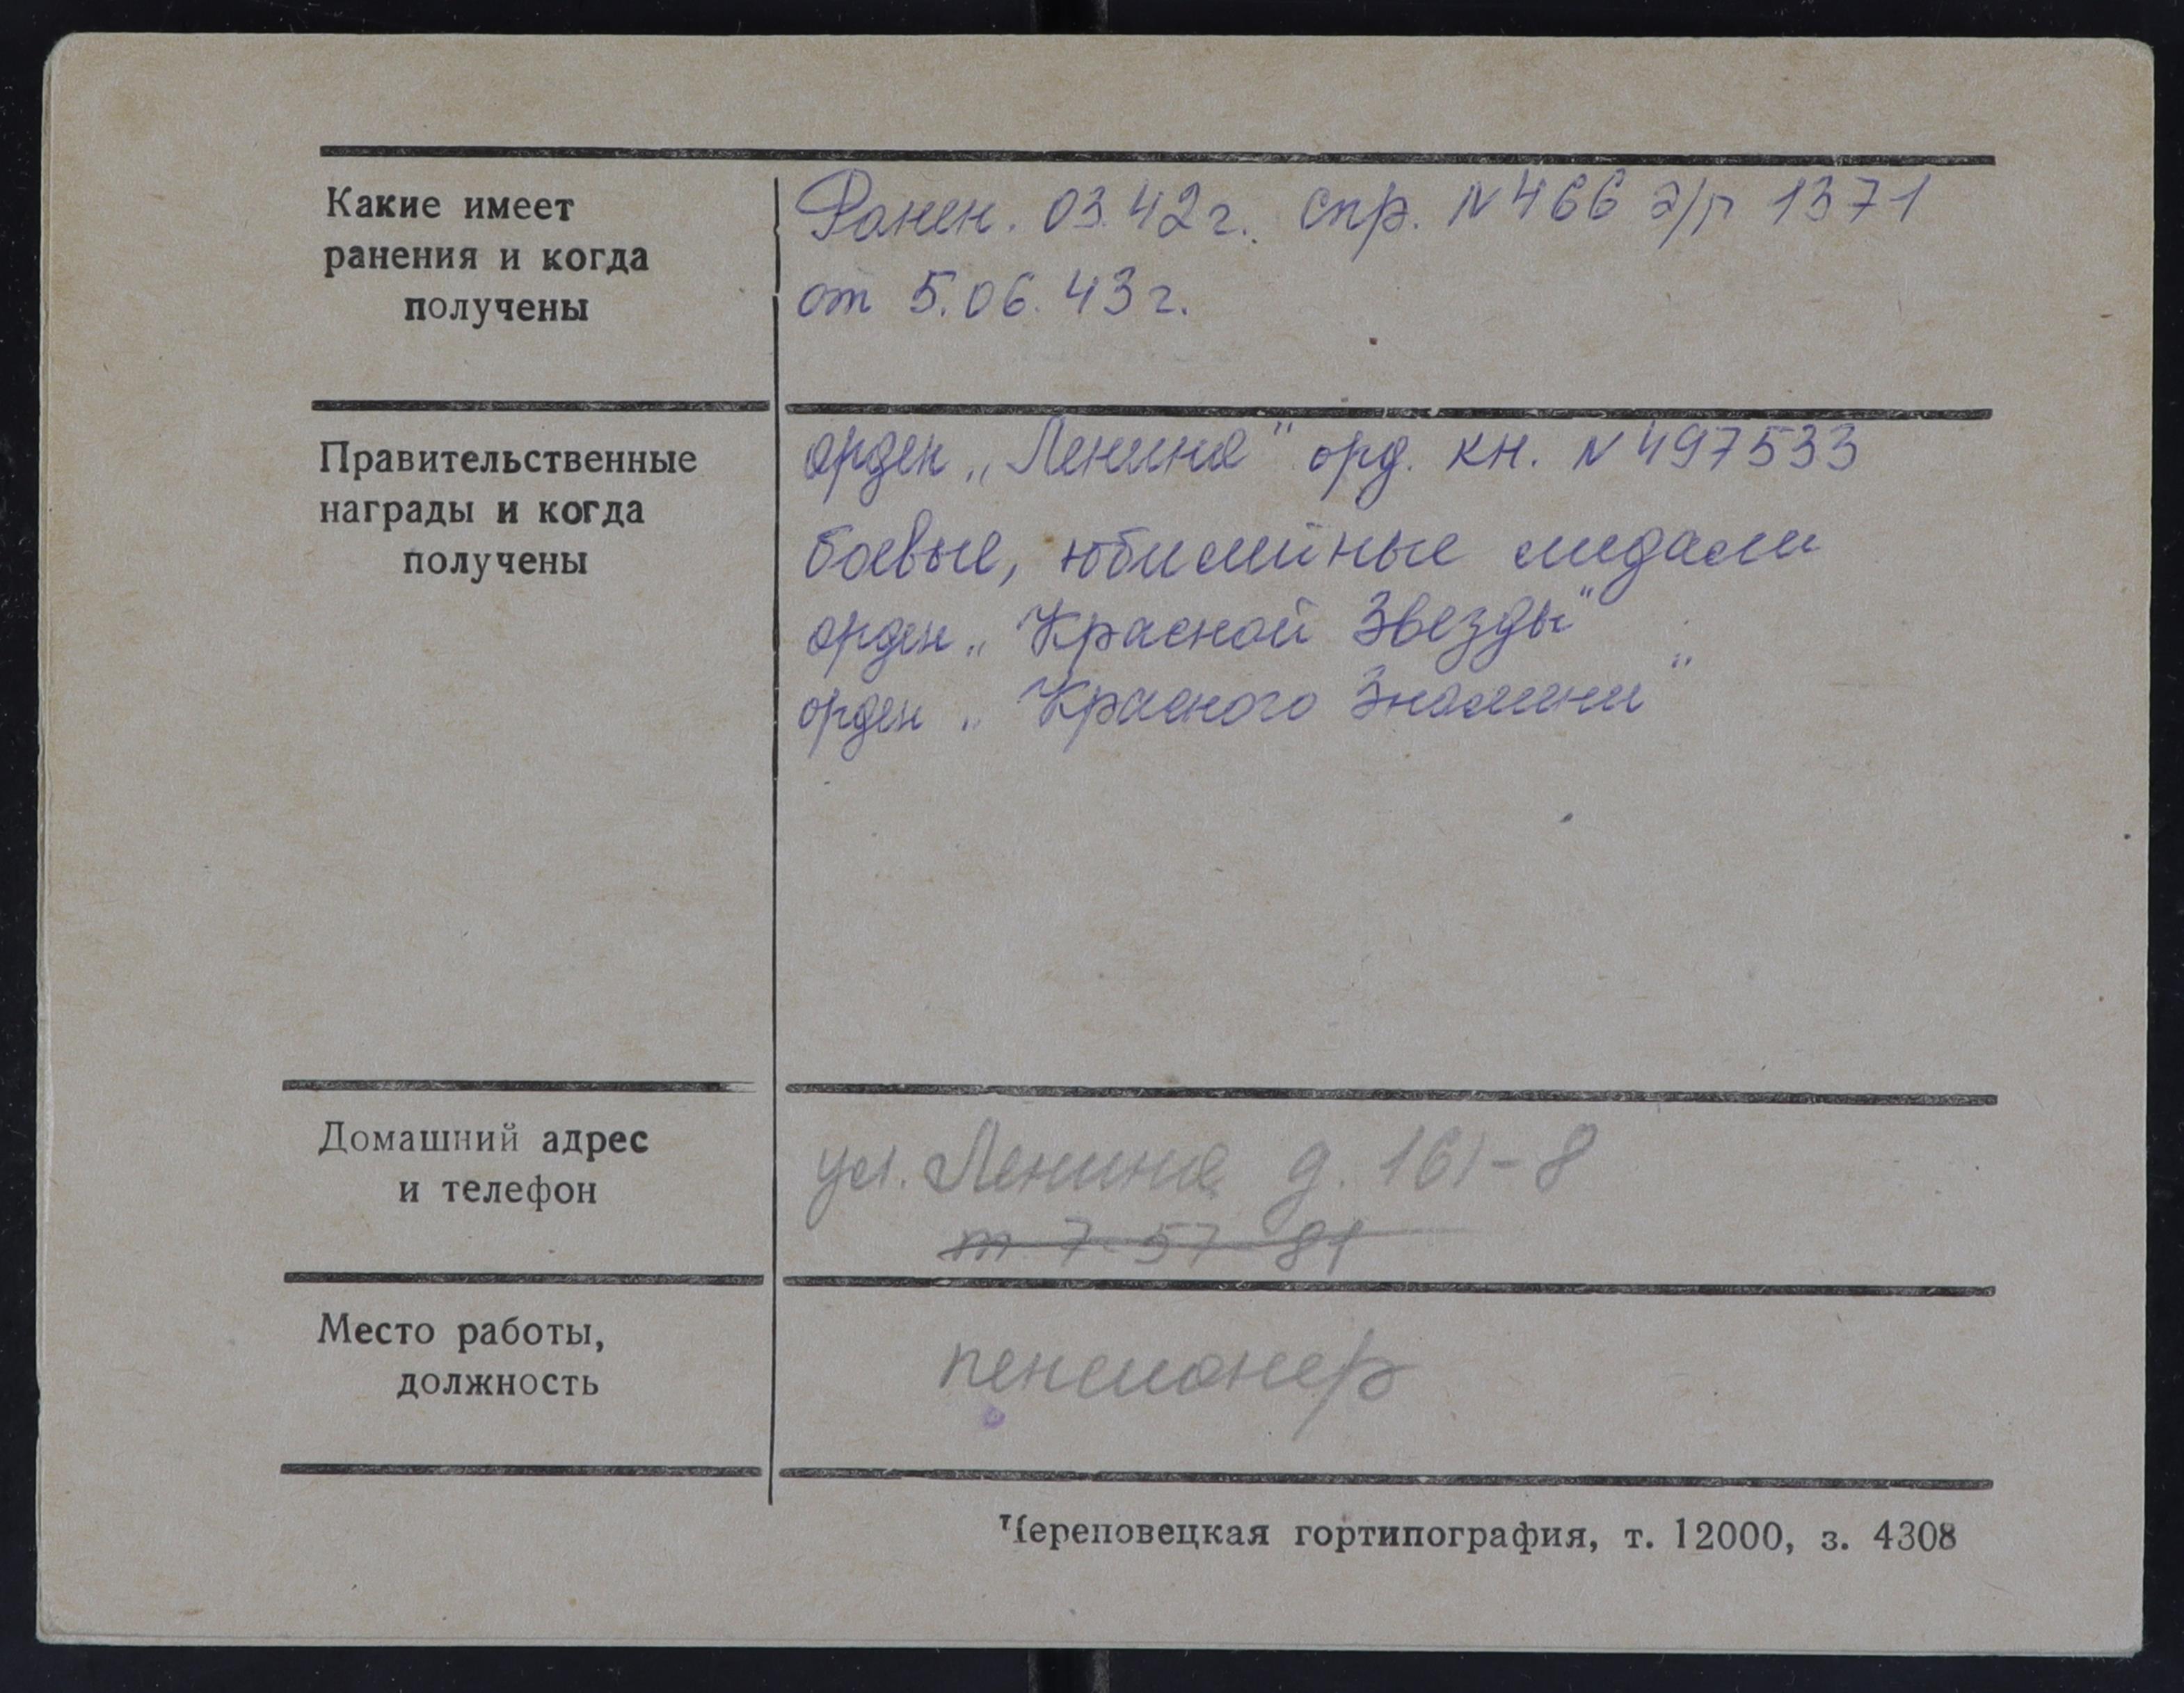 Какие имеет
ранения и когда
получены
Ранен. 03.42г. спр. N466 э/г 1371
от 5.06.43г.
Правительственные
награды и когда
получены
орден „Ленина" орд. кн. N497533
боевые, юбилейные медали
орден „Красной Звезды"
орден „Красного Знамени"
Домашний адрес
и телефон
ул. Ленина д. 161-8
т 7-57-81
Место работы,
должность
пенсионер
Череповецкая гортипография, т. 12000, з. 4308